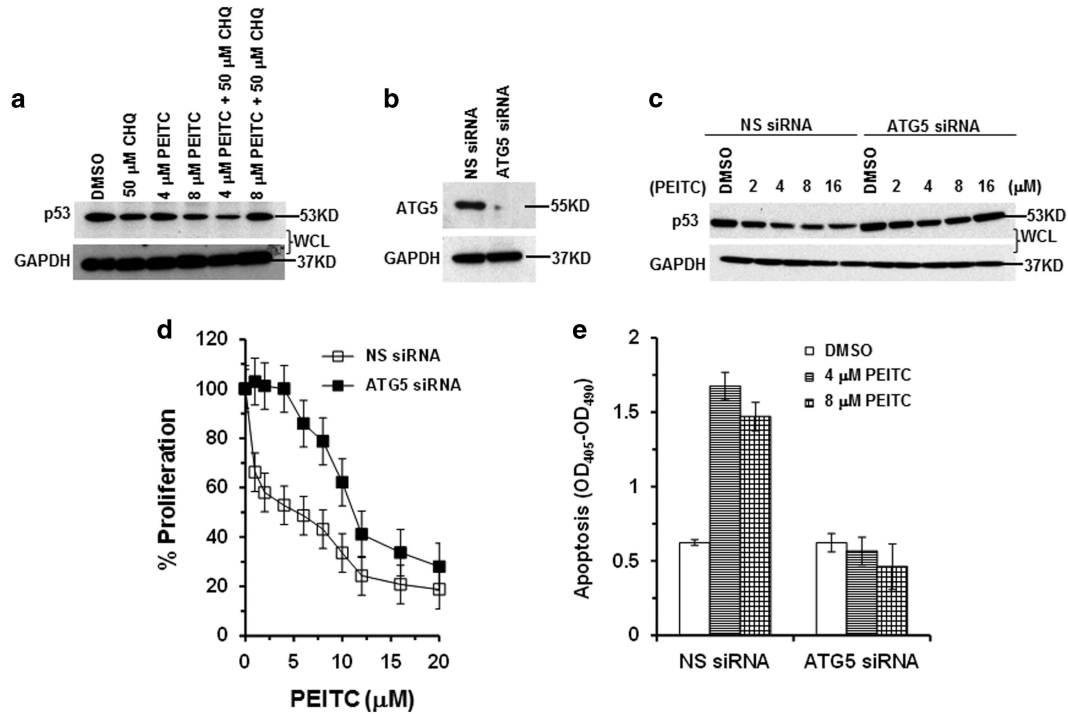 a
DMSO
50 µM CHQ
4 µM PEITC
8 µM PEITC
4 µM PEITC + 50 µM CHQ
8 µM PEITC + 50 µM CHQ
p53
53KD
WCL
GAPDH
37KD
b
NS siRNA
ATG5 siRNA
ATG5
55KD
GAPDH
37KD
c
NS siRNA
ATG5 siRNA
(PEITC) DMSO 2 4 8 16 DMSO 2 4 8 16 (µM)
p53
53KD
WCL
GAPDH
37KD
d
% Proliferation
120
100
80
60
40
20
0
0 5 10 15 20
PEITC (µM)
NS siRNA
ATG5 siRNA
e
Apoptosis (OD405-OD490)
2
1.5
1
0.5
0
DMSO
4 µM PEITC
8 µM PEITC
NS siRNA ATG5 siRNA